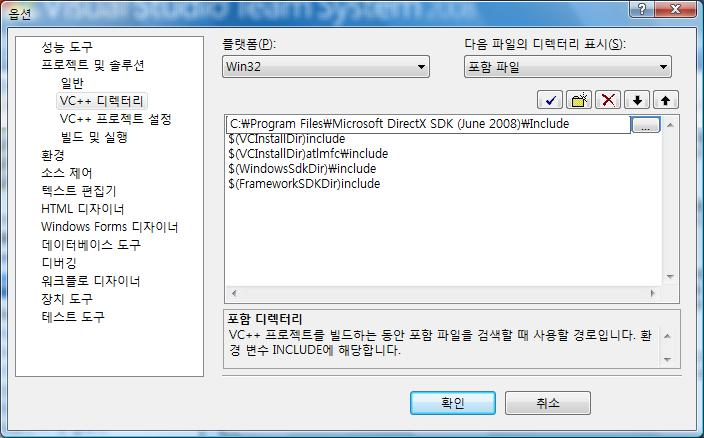 Visual Studio Team System 2008
옵션
성능 도구
프로젝트 및 솔루션
일반
VC++ 디렉터리
VC++ 프로젝트 설정
빌드 및 실행
환경
소스 제어
텍스트 편집기
HTML 디자이너
Windows Forms 디자이너
데이터베이스 도구
디버깅
워크플로 디자이너
장치 도구
테스트 도구
플랫폼(P):
다음 파일의 디렉터리 표시(S):
Win32
포함 파일
C:₩Program Files₩Microsoft DirectX SDK (June 2008)₩Include
...
$(VCInstallDir)include
$(VCInstallDir)atlmfc₩include
$(WindowsSdkDir)₩include
$(FrameworkSDKDir)include
포함 디렉터리
VC++ 프로젝트를 빌드하는 동안 포함 파일을 검색할 때 사용할 경로입니다. 환
경 변수 INCLUDE에 해당합니다.
확인
취소